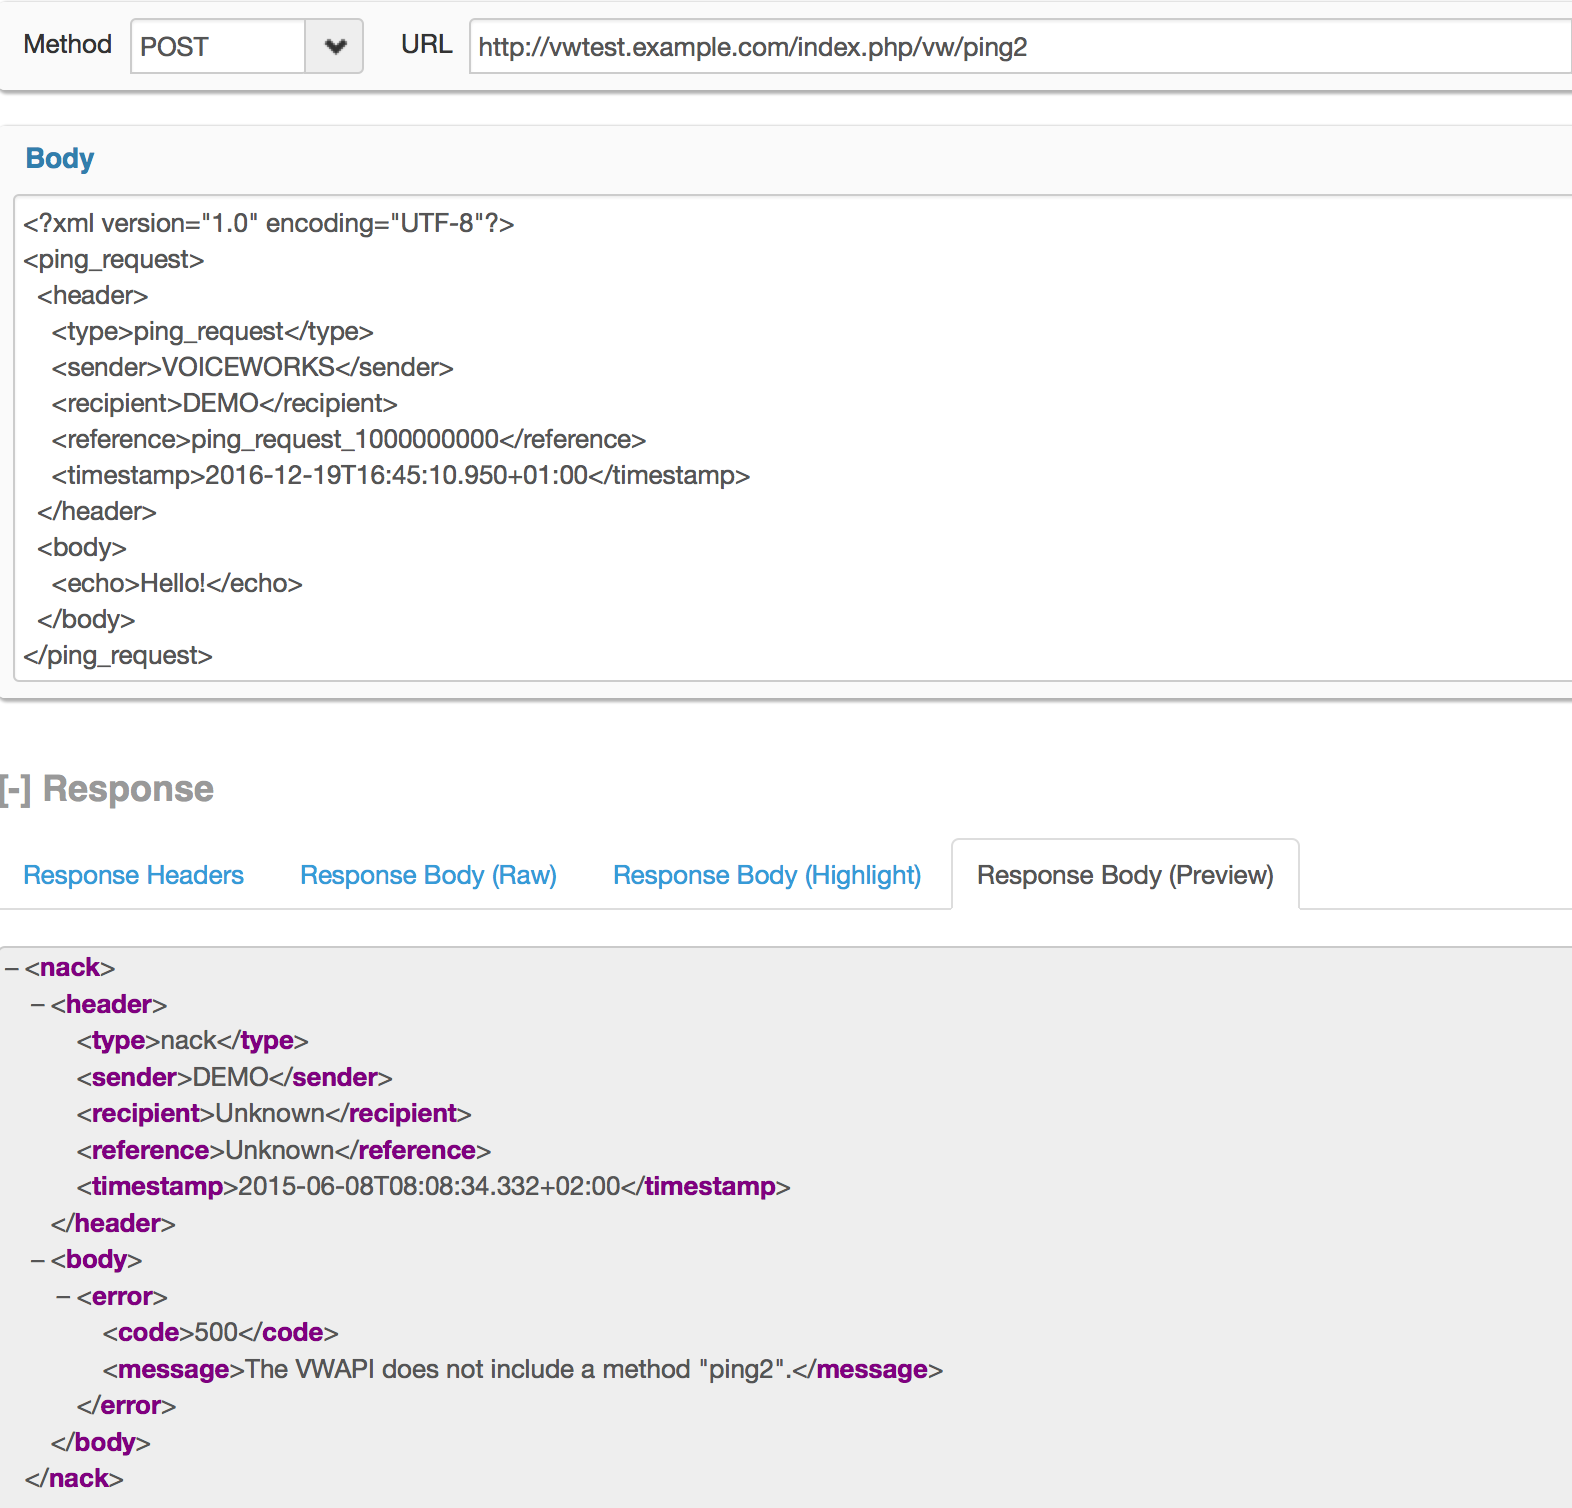 Method POST URL http://vwtest.example.com/index.php/vw/ping2
Body
<?xml version="1.0" encoding="UTF-8"?>
<ping_request>
<header>
<type>ping_request</type>
<sender>VOICEWORKS</sender>
<recipient>DEMO</recipient>
<reference>ping_request_1000000000</reference>
<timestamp>2016-12-19T16:45:10.950+01:00</timestamp>
</header>
<body>
<echo>Hello!</echo>
</body>
</ping_request>
[-] Response
Response Headers Response Body (Raw) Response Body (Highlight) Response Body (Preview)
– <nack>
– <header>
<type>nack</type>
<sender>DEMO</sender>
<recipient>Unknown</recipient>
<reference>Unknown</reference>
<timestamp>2015-06-08T08:08:34.332+02:00</timestamp>
</header>
– <body>
– <error>
<code>500</code>
<message>The VWAPI does not include a method "ping2".</message>
</error>
</body>
</nack>